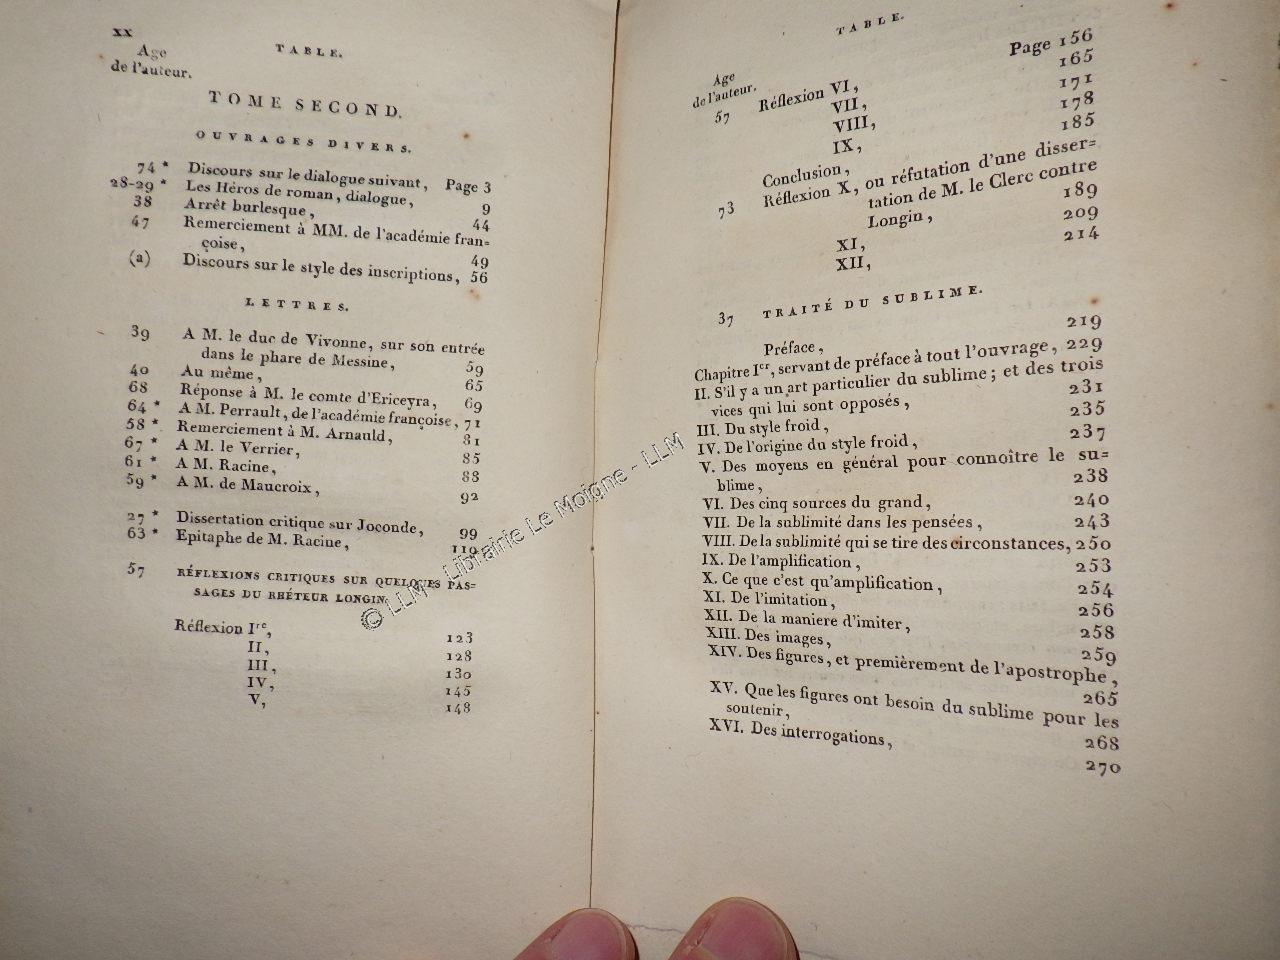 xx
TABLE.
Age
de l'auteur.
TOME SECOND.
OUVRAGES DIVERS.
74 * Discours sur le dialogue suivant, Page 3
28-29 * Les Héros de roman, dialogue, 9
38 Arrêt burlesque, 44
47 Remerciement à MM. de l'académie fran=
çoise, 49
(a) Discours sur le style des inscriptions, 56
LETTRES.
39 A M. le duc de Vivonne, sur son entrée
dans le phare de Messine, 59
40 Au même, 65
68 Réponse à M. le comte d'Ericeyra, 69
64 * A M. Perrault, de l'académie françoise, 71
58 * Remerciement à M. Arnauld, 81
67 * A M. le Verrier, 85
61 * A M. Racine, 88
59 * A M. de Maucroix, 92
27 * Dissertation critique sur Joconde, 99
63 * Epitaphe de M. Racine, 119
57 RÉFLEXIONS CRITIQUES SUR QUELQUES PAS=
SAGES DU RHÉTEUR LONGIN.
Réflexion Ire, 123
II, 128
III, 130
IV, 145
V, 148
TABLE.
Age
de l'auteur.
57 Réflexion VI, Page 156
VII, 165
VIII, 171
IX, 178
Conclusion, 185
73 Réflexion X, ou réfutation d'une disser=
tation de M. le Clerc contre
Longin, 189
XI, 209
XII, 214
37 TRAITÉ DU SUBLIME.
Préface, 219
Chapitre Ier, servant de préface à tout l'ouvrage, 229
II. S'il y a un art particulier du sublime; et des trois
vices qui lui sont opposés, 231
III. Du style froid, 235
IV. De l'origine du style froid, 237
V. Des moyens en général pour connoître le su=
blime, 238
VI. Des cinq sources du grand, 240
VII. De la sublimité dans les pensées, 243
VIII. De la sublimité qui se tire des circonstances, 250
IX. De l'amplification, 253
X. Ce que c'est qu'amplification, 254
XI. De l'imitation, 256
XII. De la maniere d'imiter, 258
XIII. Des images, 259
XIV. Des figures, et premièrement de l'apostrophe,
265
XV. Que les figures ont besoin du sublime pour les
soutenir, 268
XVI. Des interrogations, 270
© LLM - Librairie Le Moigne - LLM